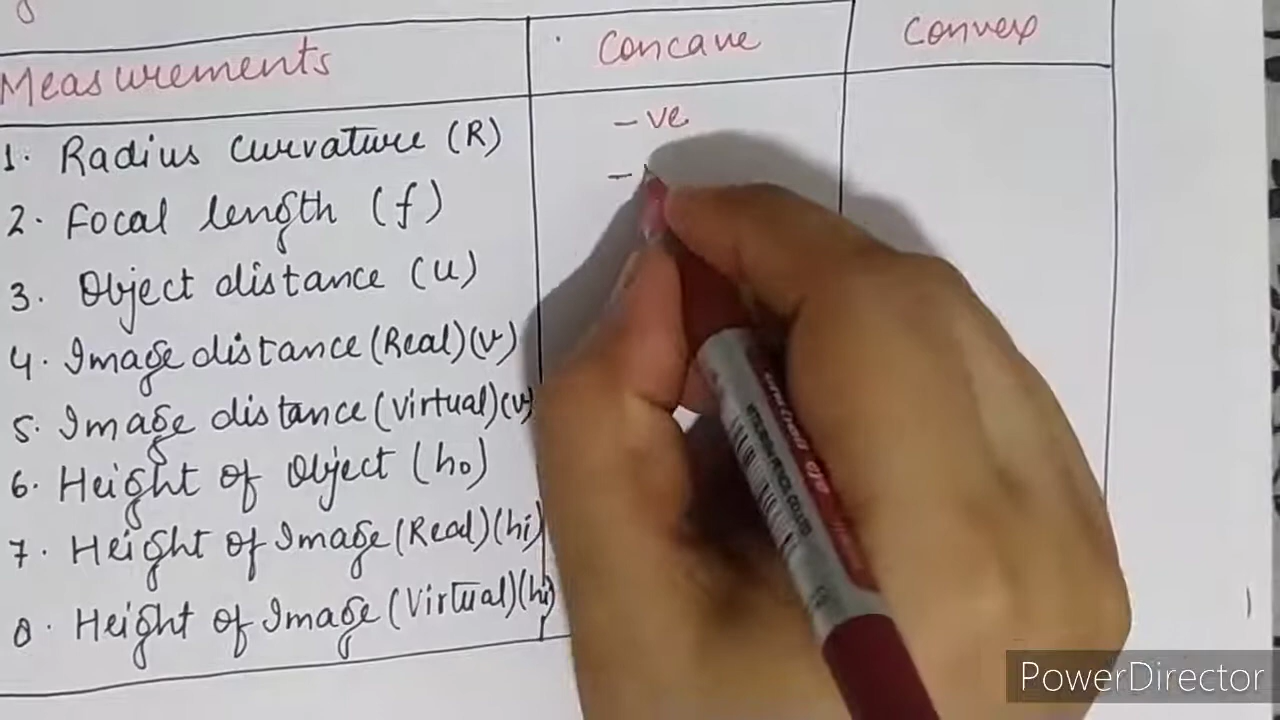 Measurements Concave Convex
1. Radius Curvature (R) -ve
2. Focal length (f) -
3. Object distance (u)
4. Image distance (Real) (v)
5. Image distance (Virtual) (v)
6. Height of Object (ho)
7. Height of Image (Real) (hi)
8. Height of Image (Virtual) (hi)
PowerDirector